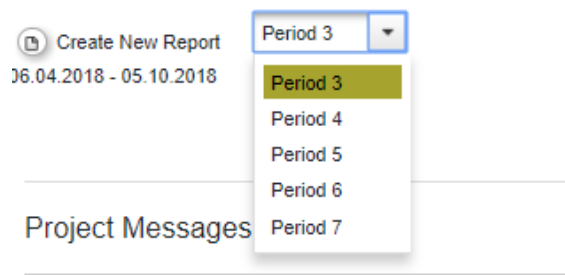 Create New Report
Period 3
06.04.2018 - 05.10.2018
Period 3
Period 4
Period 5
Period 6
Period 7
Project Messages